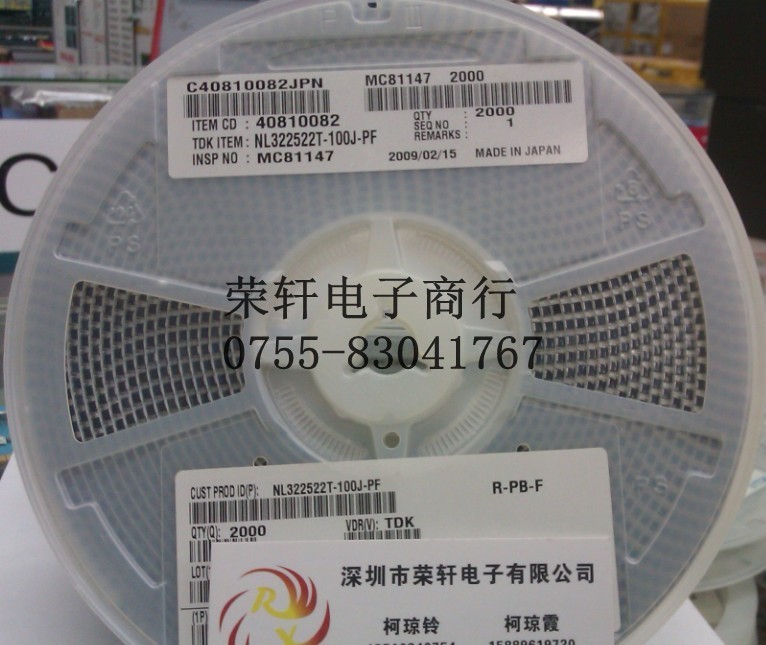 C40810082JPN
MC81147 2000
ITEM CD : 40810082
TDK ITEM : NL322522T-100J-PF
INSP NO : MC81147
QTY : 2000
SEQ NO : 1
REMARKS :
2009/02/15 MADE IN JAPAN
PS
PS
荣轩电子商行
0755-83041767
PS
CUST PROD ID(P): NL322522T-100J-PF
R-PB-F
QTY(Q): 2000
VDR(V): TDK
LOT(1
(1P)
深圳市荣轩电子有限公司
RX
柯琼铃 柯琼霞